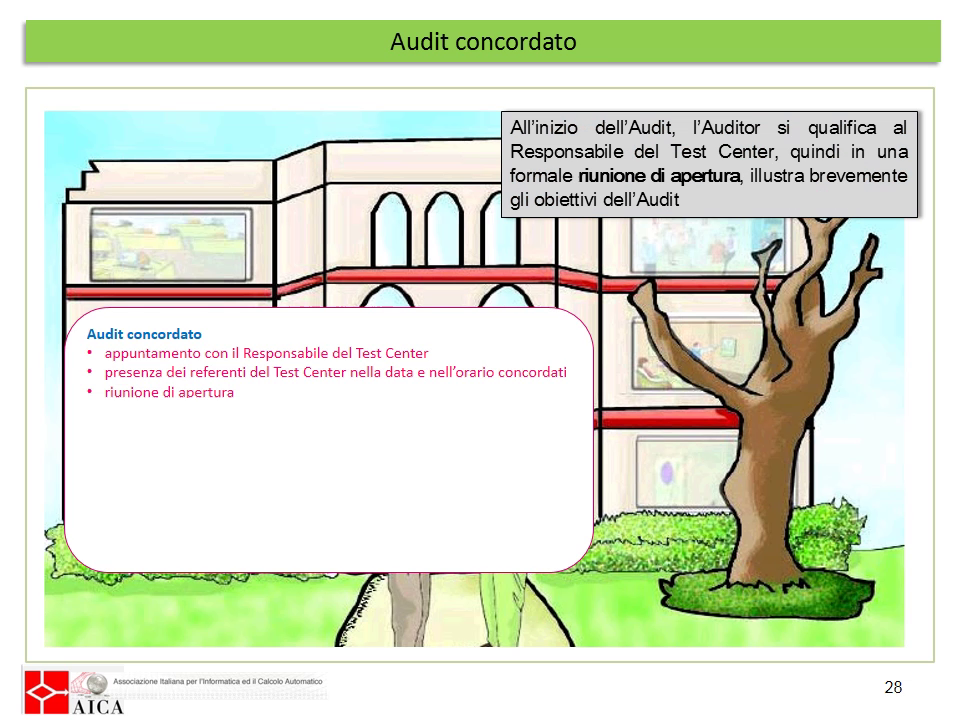 Audit concordato
All’inizio dell’Audit, l’Auditor si qualifica al
Responsabile del Test Center, quindi in una
formale riunione di apertura, illustra brevemente
gli obiettivi dell’Audit
Audit concordato
• appuntamento con il Responsabile del Test Center
• presenza dei referenti del Test Center nella data e nell’orario concordati
• riunione di apertura
Associazione Italiana per l'Informatica ed il Calcolo Automatico
AICA
28